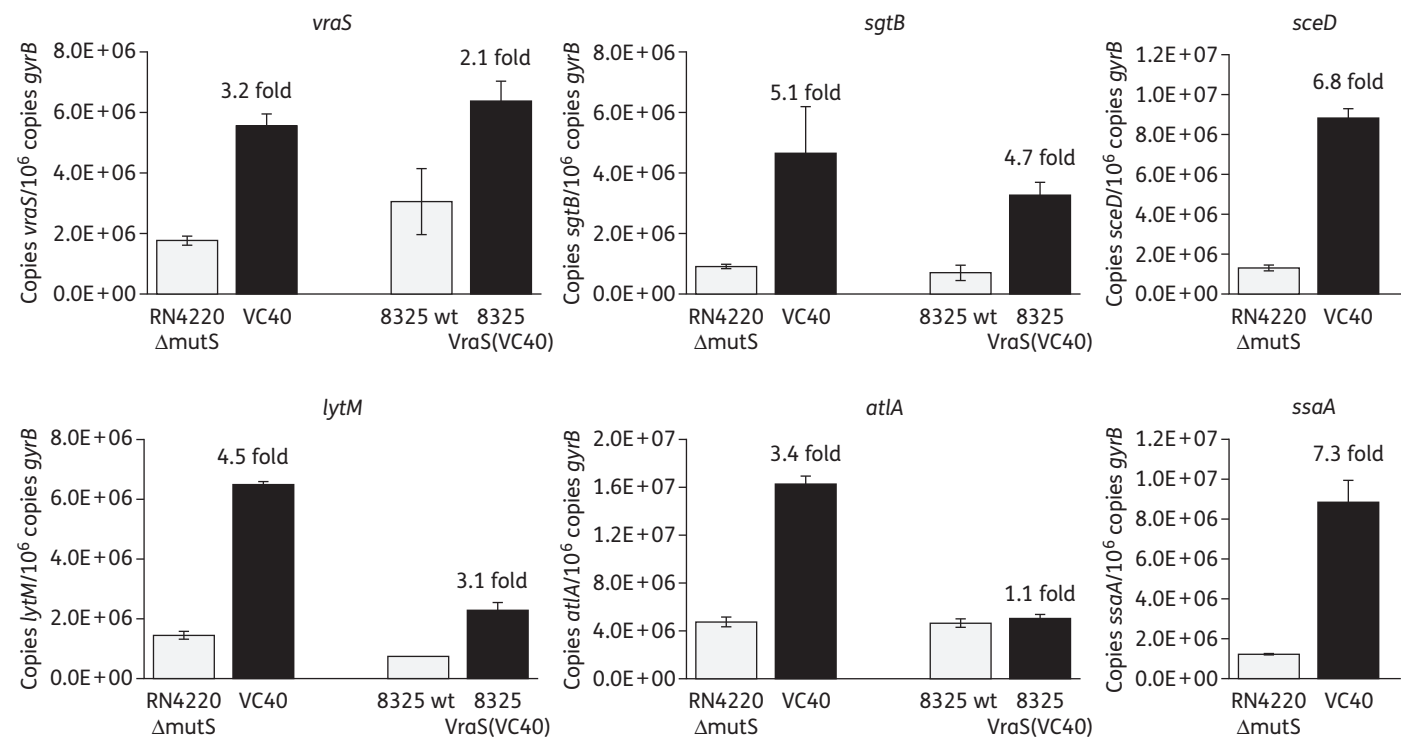 vraS
Copies vraS/10⁶ copies gyrB
8.0E+06
6.0E+06
4.0E+06
2.0E+06
0.0E+00
3.2 fold
2.1 fold
RN4220
ΔmutS
VC40
8325 wt
8325
VraS(VC40)
sgtB
Copies sgtB/10⁶ copies gyrB
8.0E+06
6.0E+06
4.0E+06
2.0E+06
0.0E+00
5.1 fold
4.7 fold
RN4220
ΔmutS
VC40
8325 wt
8325
VraS(VC40)
sceD
Copies sceD/10⁶ copies gyrB
1.2E+07
1.0E+07
8.0E+06
6.0E+06
4.0E+06
2.0E+06
0.0E+00
6.8 fold
RN4220
ΔmutS
VC40
lytM
Copies lytM/10⁶ copies gyrB
8.0E+06
6.0E+06
4.0E+06
2.0E+06
0.0E+00
4.5 fold
3.1 fold
RN4220
ΔmutS
VC40
8325 wt
8325
VraS(VC40)
atlA
Copies atlA/10⁶ copies gyrB
2.0E+07
1.6E+07
1.2E+07
8.0E+06
4.0E+06
0.0E+00
3.4 fold
1.1 fold
RN4220
ΔmutS
VC40
8325 wt
8325
VraS(VC40)
ssaA
Copies ssaA/10⁶ copies gyrB
1.2E+07
1.0E+07
8.0E+06
6.0E+06
4.0E+06
2.0E+06
0.0E+00
7.3 fold
RN4220
ΔmutS
VC40